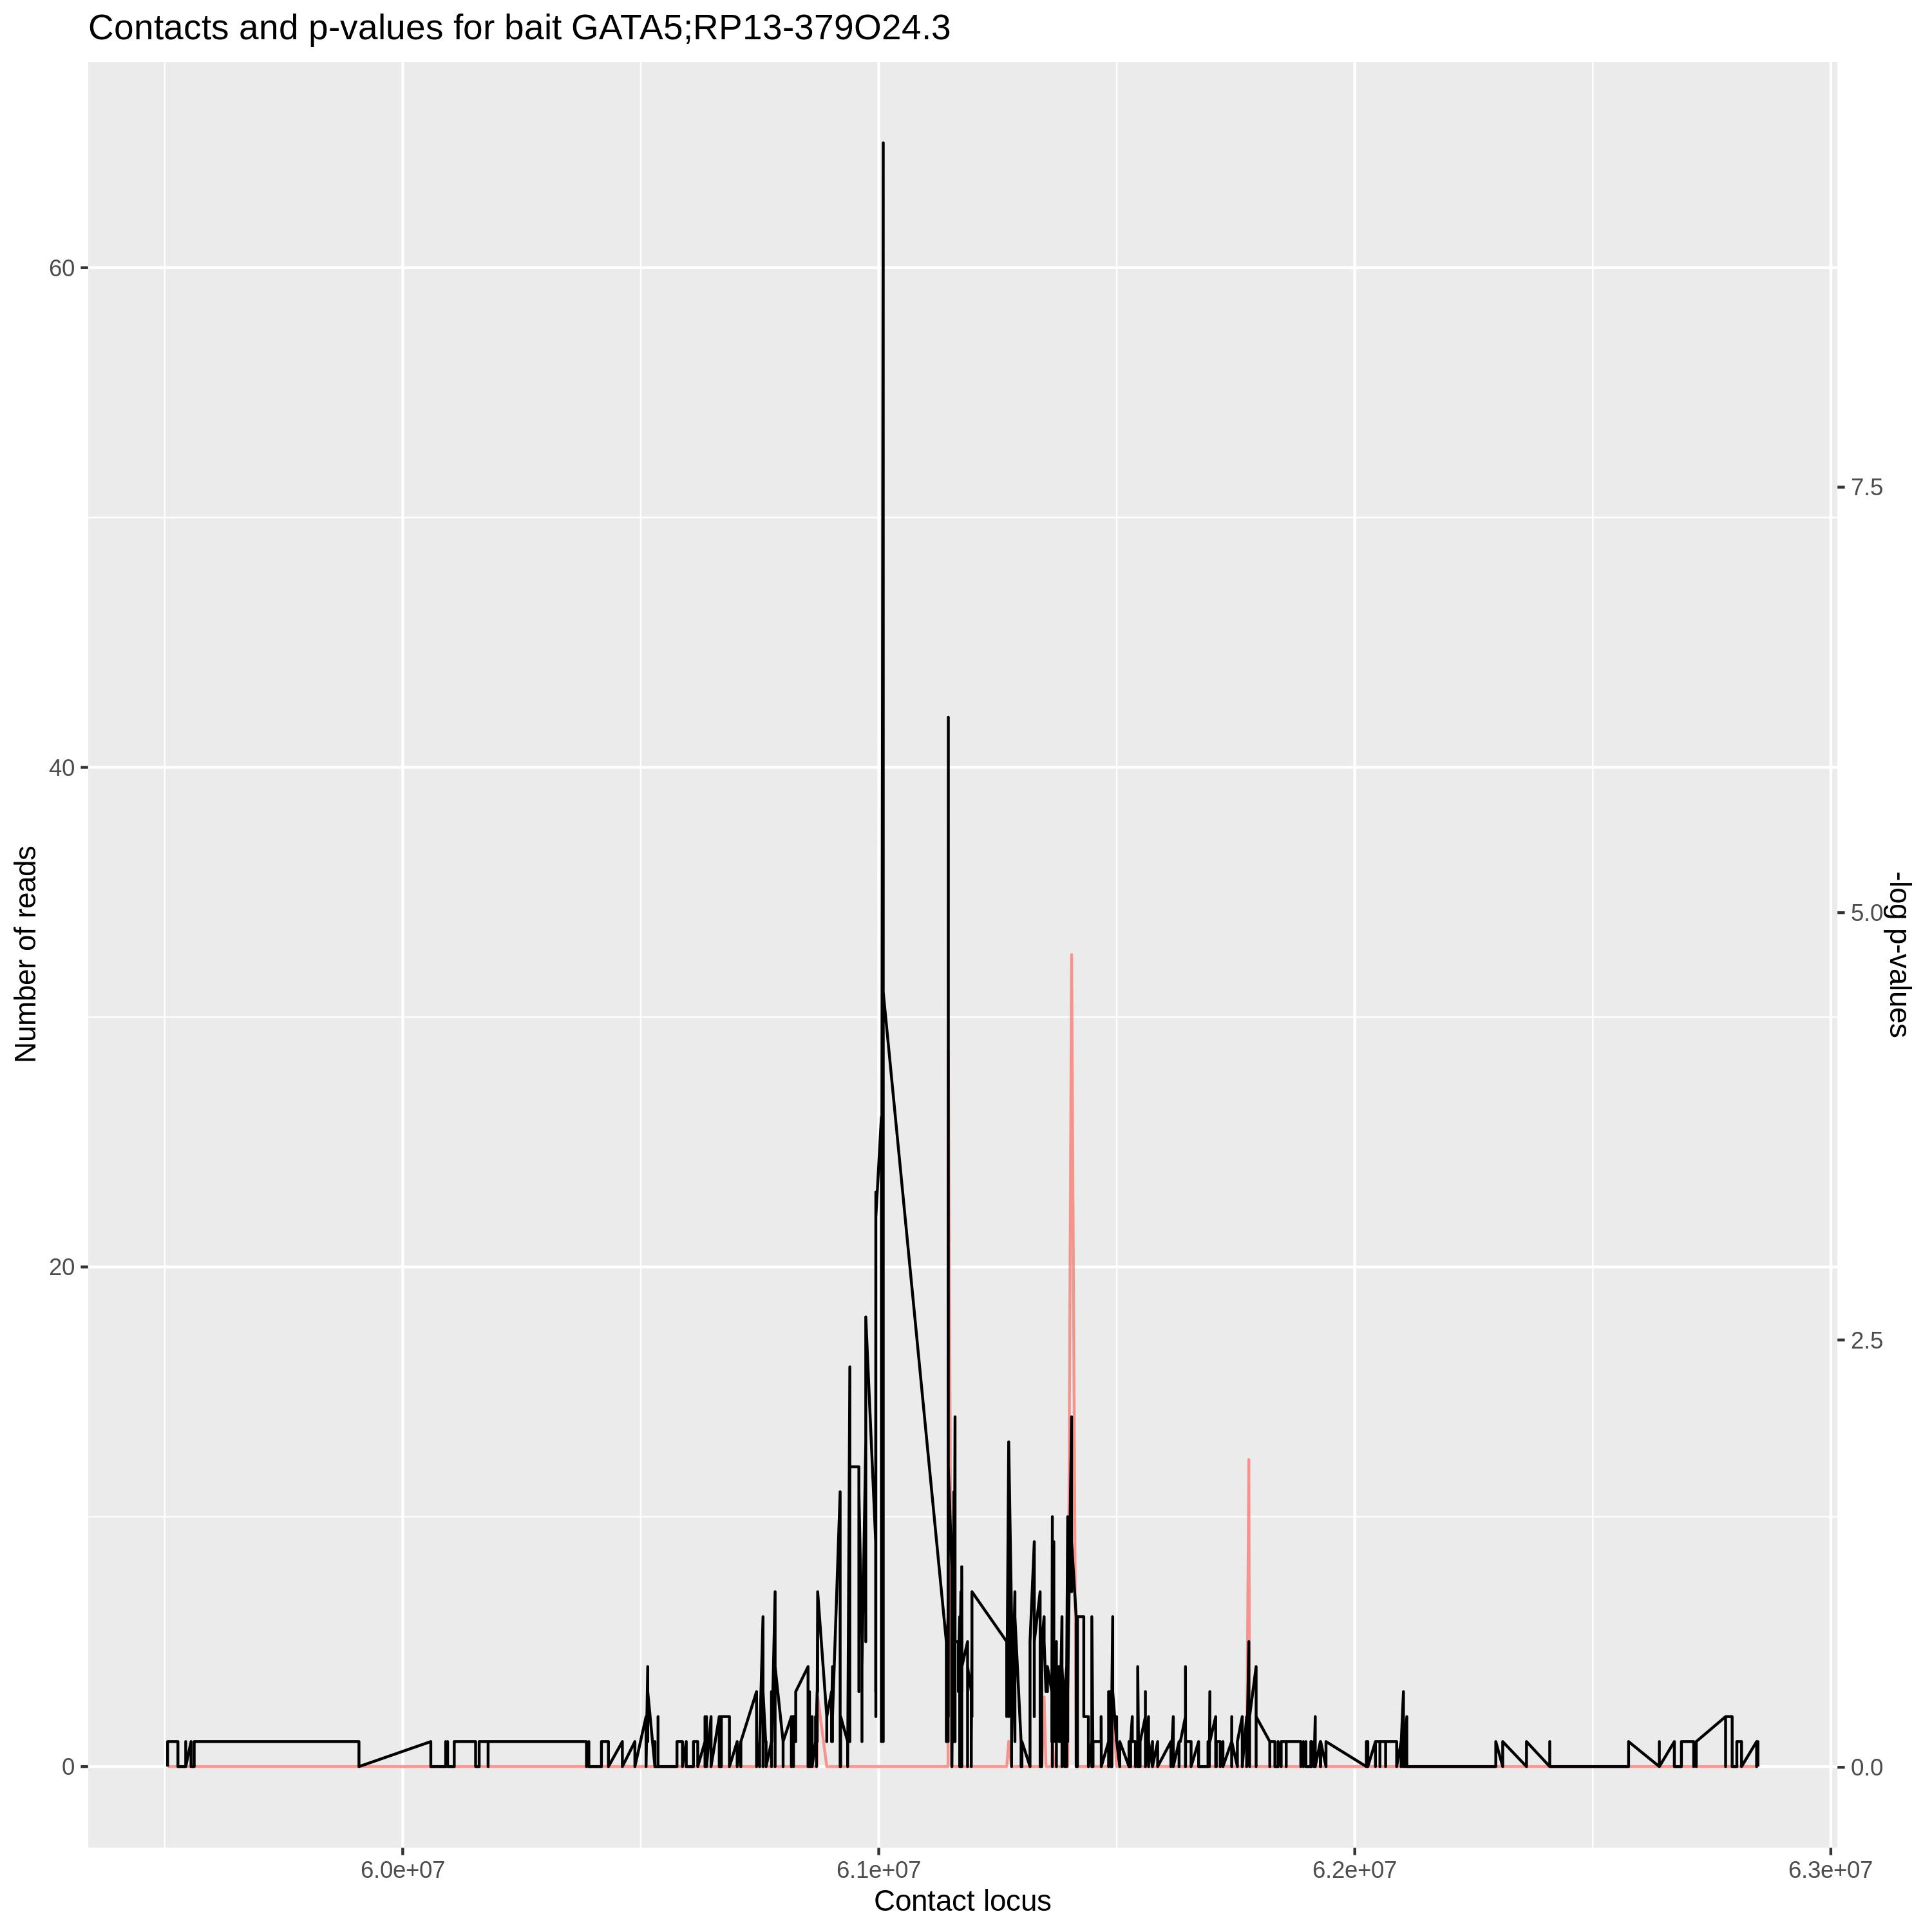 Contacts and p-values for bait GATA5;RP13-379O24.3
60
40
20
0
Number of reads
7.5
5.0
2.5
0.0
-log p-values
6.0e+07
6.1e+07
6.2e+07
6.3e+07
Contact locus